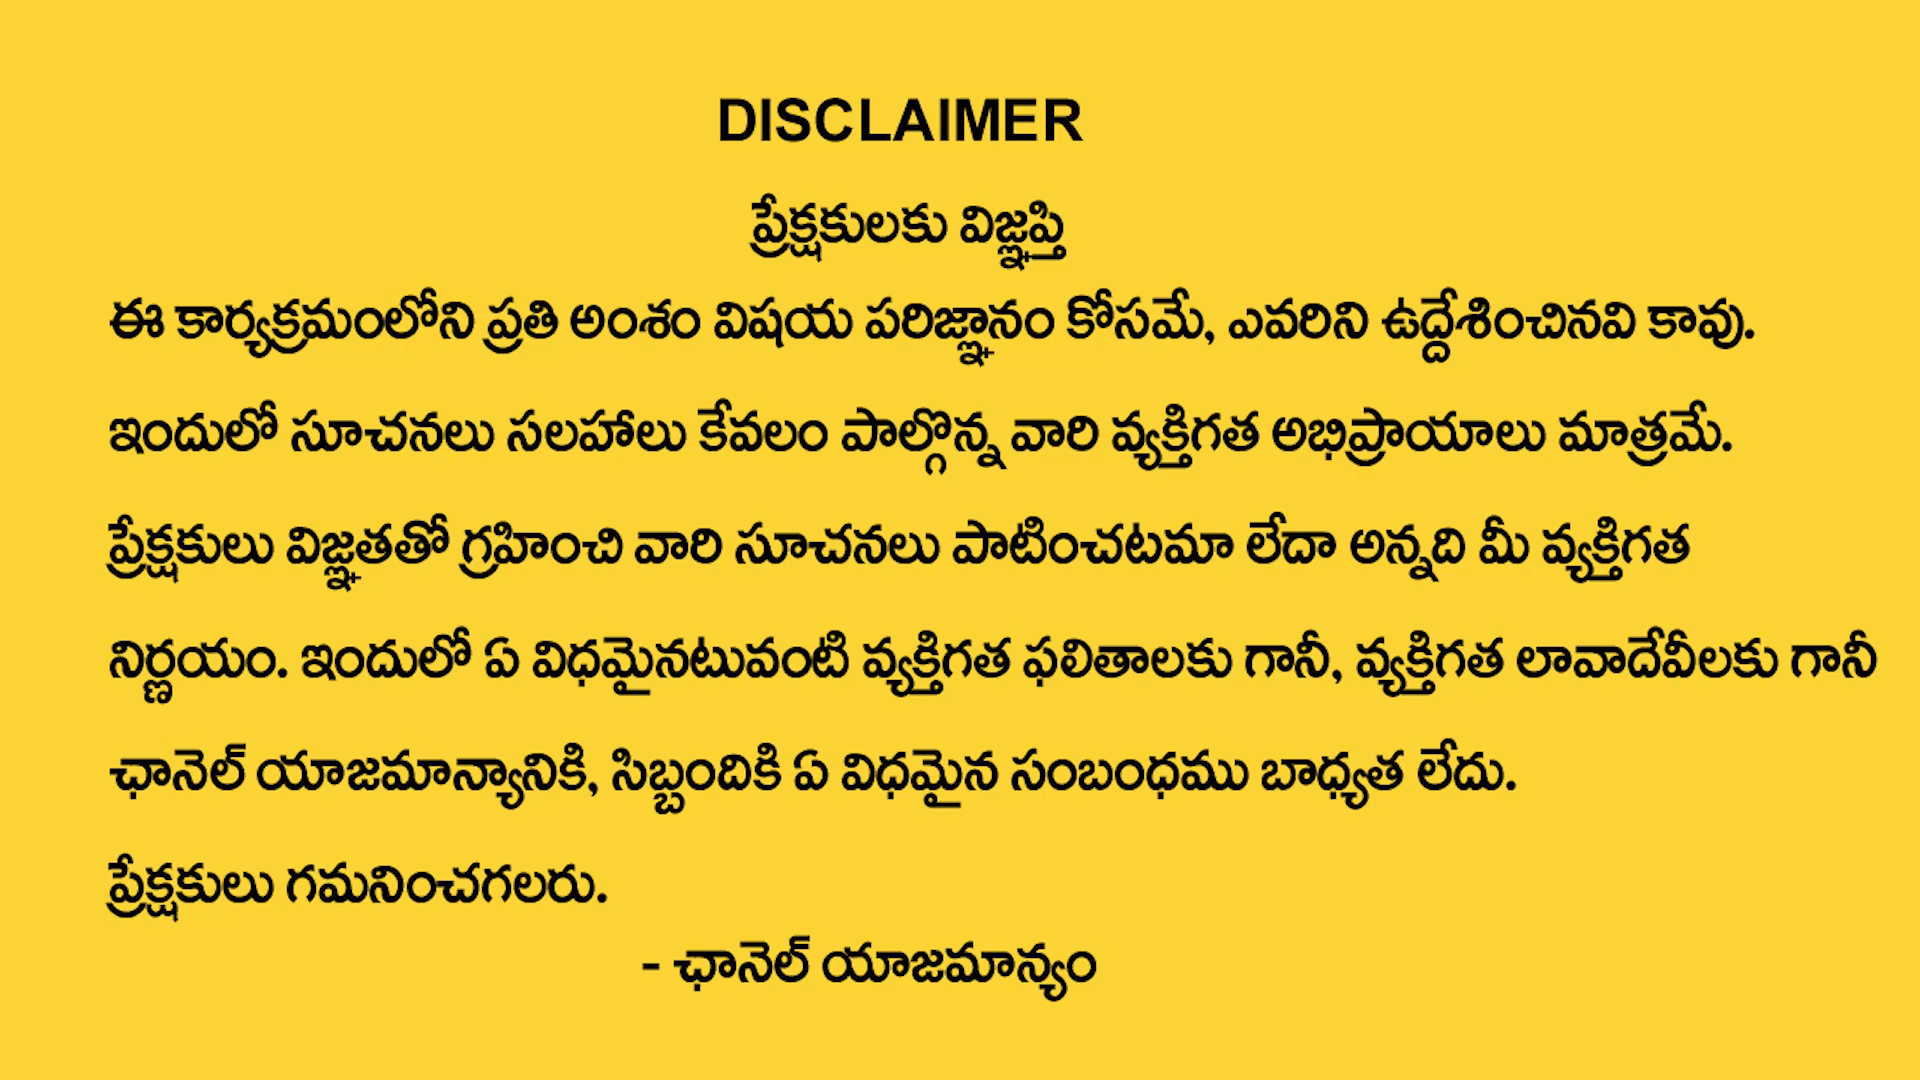 DISCLAIMER
ప్రేక్షకులకు విజ్ఞప్తి
ఈ కార్యక్రమంలోని ప్రతి అంశం విషయ పరిజ్ఞానం కోసమే, ఎవరిని ఉద్దేశించినవి కావు.
ఇందులో సూచనలు సలహాలు కేవలం పాల్గొన్న వారి వ్యక్తిగత అభిప్రాయాలు మాత్రమే.
ప్రేక్షకులు విజ్ఞతతో గ్రహించి వారి సూచనలు పాటించటమా లేదా అన్నది మీ వ్యక్తిగత
నిర్ణయం. ఇందులో ఏ విధమైనటువంటి వ్యక్తిగత ఫలితాలకు గానీ, వ్యక్తిగత లావాదేవీలకు గానీ
ఛానెల్ యాజమాన్యానికి, సిబ్బందికి ఏ విధమైన సంబంధము బాధ్యత లేదు.
ప్రేక్షకులు గమనించగలరు.
- ఛానెల్ యాజమాన్యం